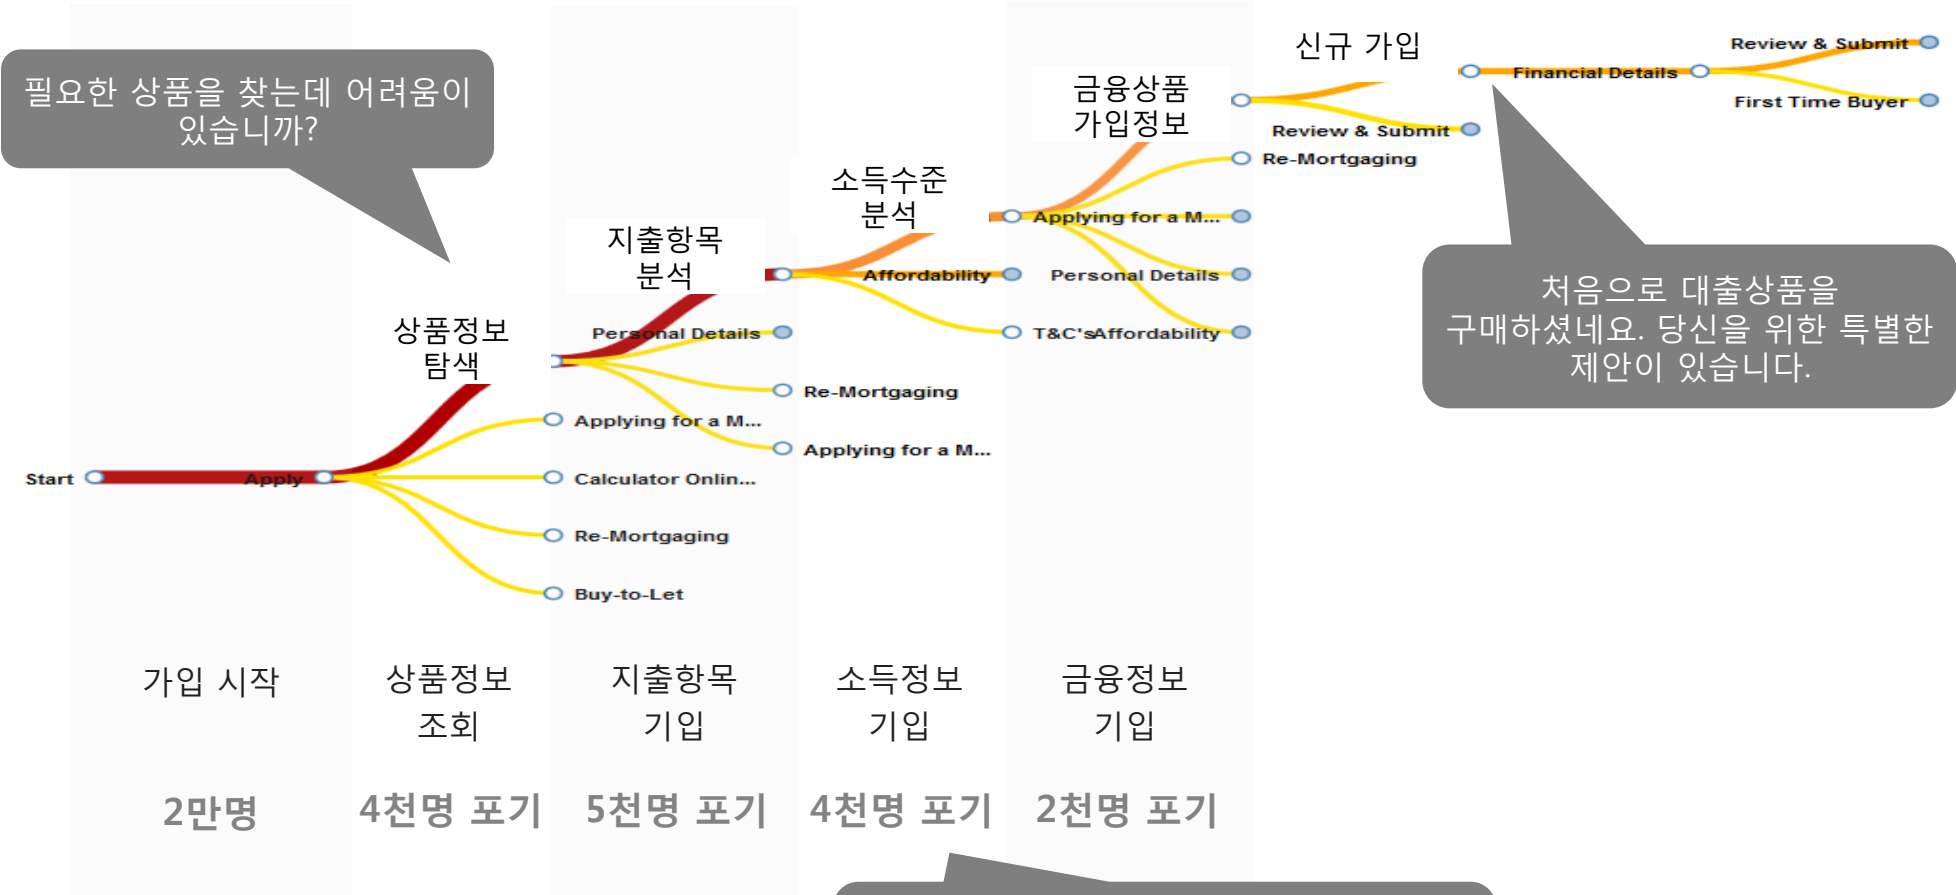 필요한 상품을 찾는데 어려움이
있습니까?
신규 가입
Review & Submit
Financial Details
First Time Buyer
금융상품
가입정보
Review & Submit
Re-Mortgaging
소득수준
분석
Applying for a M...
지출항목
분석
Affordability
Personal Details
T&C's
Affordability
처음으로 대출상품을
구매하셨네요. 당신을 위한 특별한
제안이 있습니다.
상품정보
탐색
Personal Details
Re-Mortgaging
Applying for a M...
Applying for a M...
Start
Apply
Calculator Onlin...
Re-Mortgaging
Buy-to-Let
가입 시작
상품정보
조회
지출항목
기입
소득정보
기입
금융정보
기입
2만명
4천명 포기
5천명 포기
4천명 포기
2천명 포기